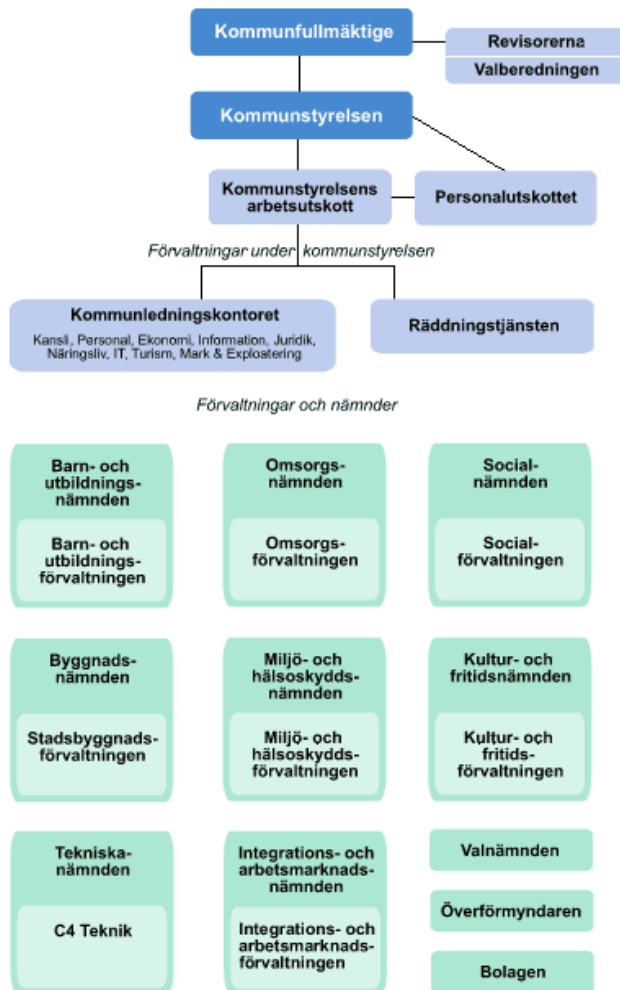 Kommunfullmäktige
Revisorerna
Valberedningen
Kommunstyrelsen
Kommunstyrelsens
arbetsutskott
Personalutskottet
Förvaltningar under kommunstyrelsen
Kommunledningskontoret
Kansli, Personal, Ekonomi, Information, Juridik,
Näringsliv, IT, Turism, Mark & Exploatering
Räddningstjänsten
Förvaltningar och nämnder
Barn- och
utbildnings-
nämnden
Barn- och
utbildnings-
förvaltningen
Omsorgs-
nämnden
Omsorgs-
förvaltningen
Social-
nämnden
Social-
förvaltningen
Byggnads-
nämnden
Stadsbyggnads-
förvaltningen
Miljö- och
hälsoskydds-
nämnden
Miljö- och
hälsoskydds-
förvaltningen
Kultur- och
fritidsnämnden
Kultur- och
fritids-
förvaltningen
Tekniska-
nämnden
C4 Teknik
Integrations- och
arbetsmarknads-
nämnden
Integrations- och
arbetsmarknads-
förvaltningen
Valnämnden
Överförmyndaren
Bolagen